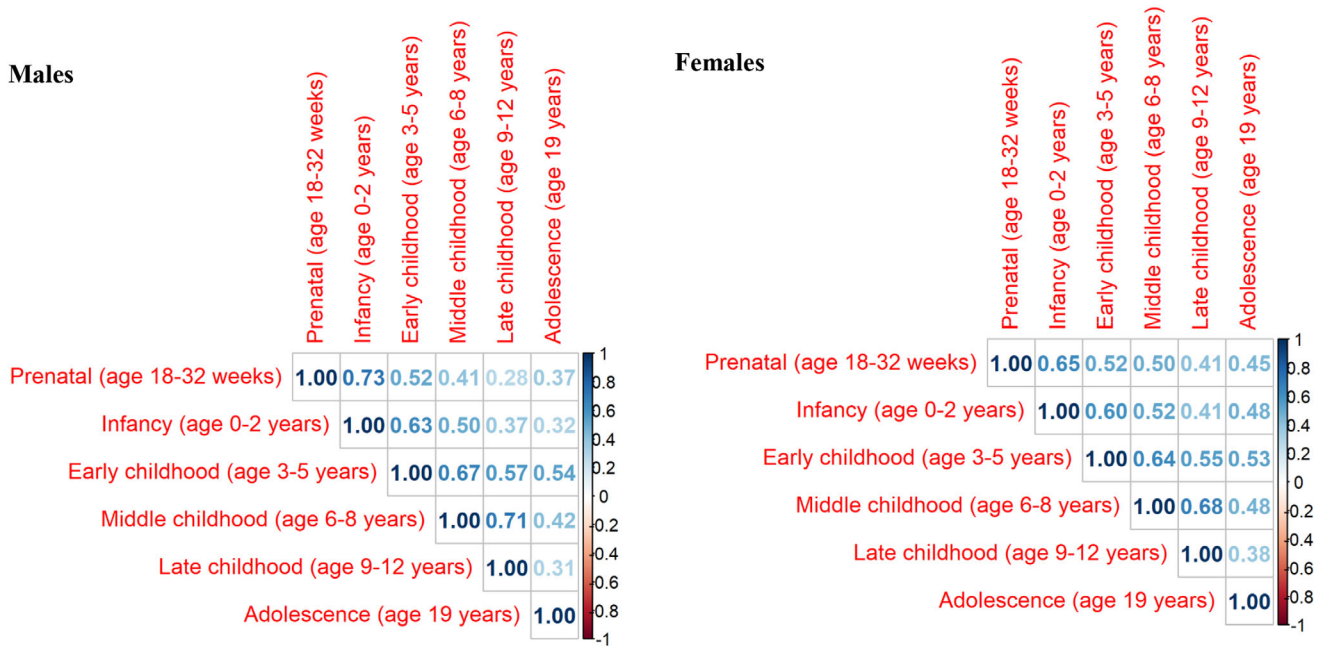 Males
Prenatal (age 18-32 weeks)
Infancy (age 0-2 years)
Early childhood (age 3-5 years)
Middle childhood (age 6-8 years)
Late childhood (age 9-12 years)
Adolescence (age 19 years)
Prenatal (age 18-32 weeks) 1.00 0.73 0.52 0.41 0.28 0.37
Infancy (age 0-2 years) 1.00 0.63 0.50 0.37 0.32
Early childhood (age 3-5 years) 1.00 0.67 0.57 0.54
Middle childhood (age 6-8 years) 1.00 0.71 0.42
Late childhood (age 9-12 years) 1.00 0.31
Adolescence (age 19 years) 1.00
1
0.8
0.6
0.4
0.2
0
-0.2
-0.4
-0.6
-0.8
-1
Females
Prenatal (age 18-32 weeks)
Infancy (age 0-2 years)
Early childhood (age 3-5 years)
Middle childhood (age 6-8 years)
Late childhood (age 9-12 years)
Adolescence (age 19 years)
Prenatal (age 18-32 weeks) 1.00 0.65 0.52 0.50 0.41 0.45
Infancy (age 0-2 years) 1.00 0.60 0.52 0.41 0.48
Early childhood (age 3-5 years) 1.00 0.64 0.55 0.53
Middle childhood (age 6-8 years) 1.00 0.68 0.48
Late childhood (age 9-12 years) 1.00 0.38
Adolescence (age 19 years) 1.00
1
0.8
0.6
0.4
0.2
0
-0.2
-0.4
-0.6
-0.8
-1